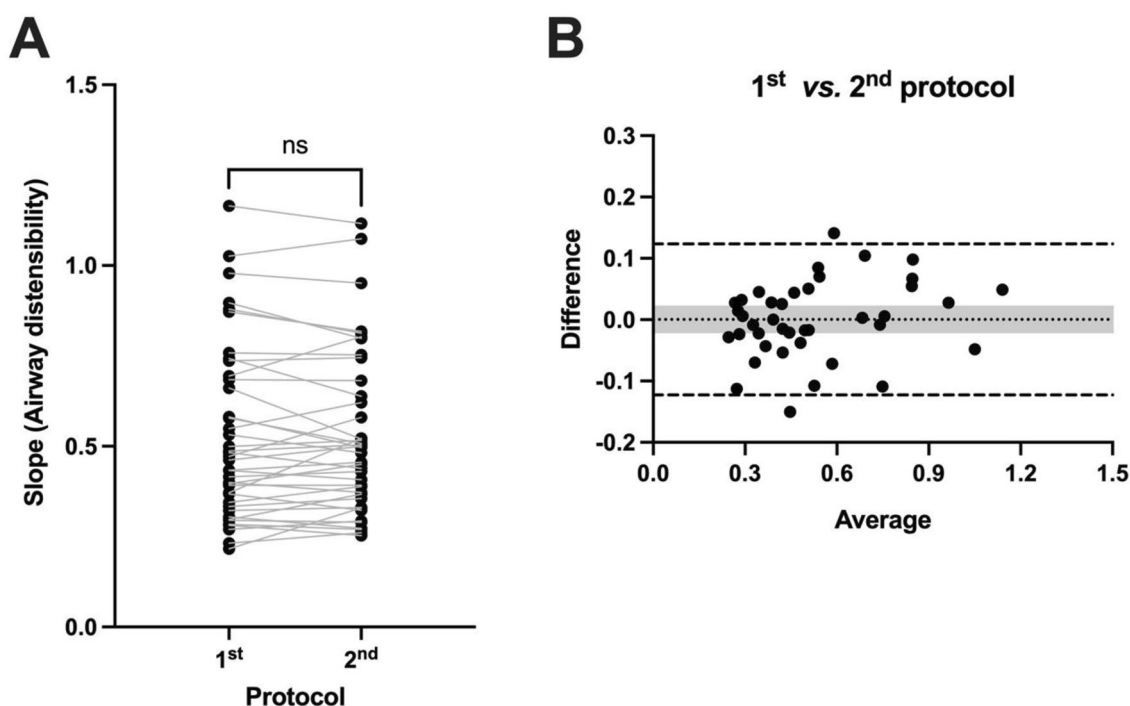 A
1.5
1.0
0.5
0.0
Slope (Airway distensibility)
ns
1st
2nd
Protocol
B
1st vs. 2nd protocol
0.3
0.2
0.1
0.0
-0.1
-0.2
Difference
0.0 0.3 0.6 0.9 1.2 1.5
Average